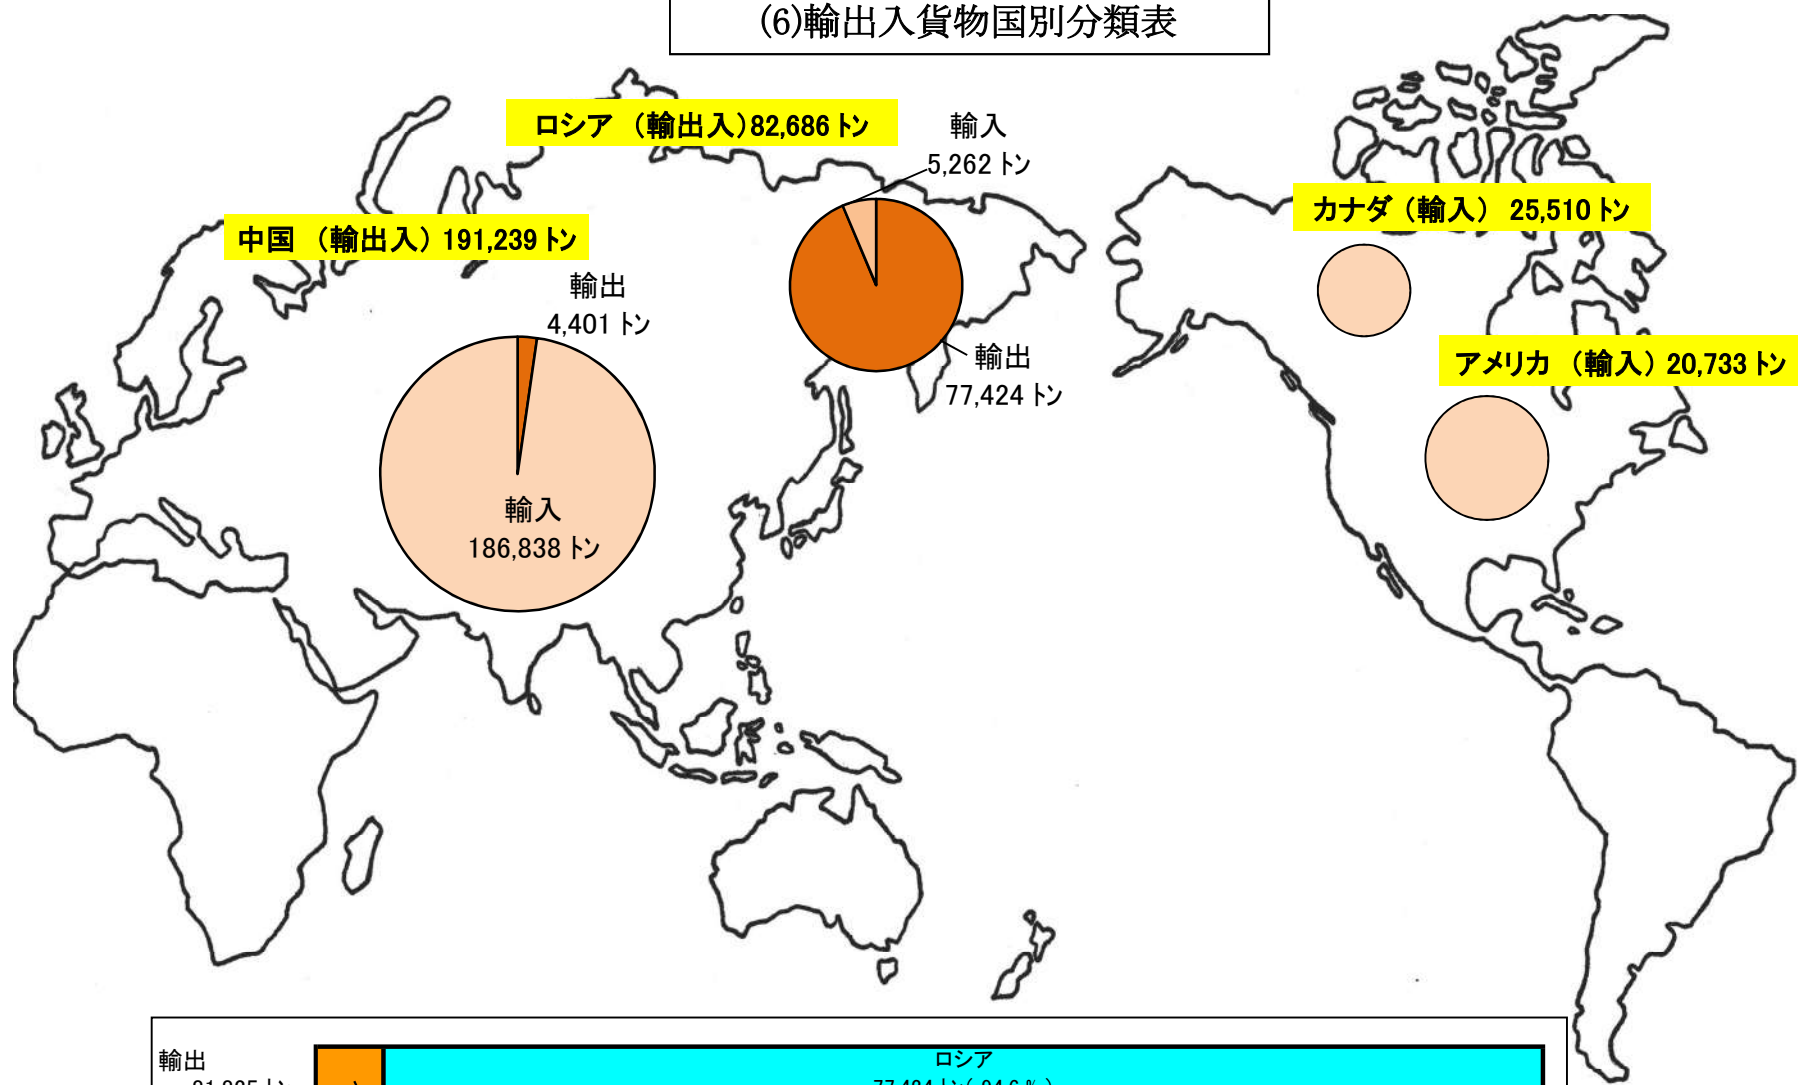 (6)輸出入貨物国別分類表
ロシア （輸出入）82,686 トン
輸入
5,262 トン
カナダ（輸入） 25,510 トン
中国 （輸出入） 191,239 トン
輸出
4,401 トン
輸出
77,424 トン
アメリカ （輸入） 20,733 トン
輸入
186,838 トン
輸出
ロシア